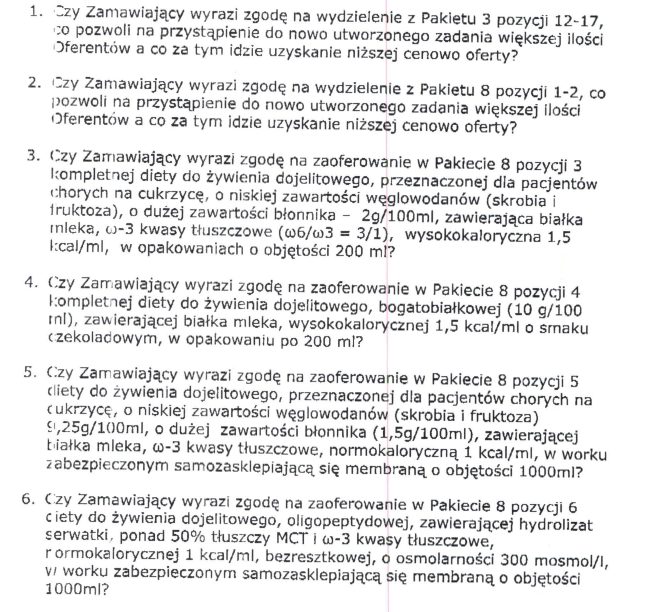 1. Czy Zamawiający wyrazi zgodę na wydzielenie z Pakietu 3 pozycji 12-17,
co pozwoli na przystąpienie do nowo utworzonego zadania większej ilości
Oferentów a co za tym idzie uzyskanie niższej cenowo oferty?
2. Czy Zamawiający wyrazi zgodę na wydzielenie z Pakietu 8 pozycji 1-2, co
pozwoli na przystąpienie do nowo utworzonego zadania większej ilości
Oferentów a co za tym idzie uzyskanie niższej cenowo oferty?
3. Czy Zamawiający wyrazi zgodę na zaoferowanie w Pakiecie 8 pozycji 3
kompletnej diety do żywienia dojelitowego, przeznaczonej dla pacjentów
chorych na cukrzycę, o niskiej zawartości węglowodanów (skrobia i
fruktoza), o dużej zawartości błonnika – 2g/100ml, zawierająca białka
mleka, ω-3 kwasy tłuszczowe (ω6/ω3 = 3/1), wysokokaloryczna 1,5
kcal/ml, w opakowaniach o objętości 200 ml?
4. Czy Zamawiający wyrazi zgodę na zaoferowanie w Pakiecie 8 pozycji 4
kompletnej diety do żywienia dojelitowego, bogatobiałkowej (10 g/100
ml), zawierającej białka mleka, wysokokalorycznej 1,5 kcal/ml o smaku
czekoladowym, w opakowaniu po 200 ml?
5. Czy Zamawiający wyrazi zgodę na zaoferowanie w Pakiecie 8 pozycji 5
diety do żywienia dojelitowego, przeznaczonej dla pacjentów chorych na
cukrzycę, o niskiej zawartości węglowodanów (skrobia i fruktoza)
9,25g/100ml, o dużej zawartości błonnika (1,5g/100ml), zawierającej
białka mleka, ω-3 kwasy tłuszczowe, normokaloryczną 1 kcal/ml, w worku
zabezpieczonym samozasklepiającą się membraną o objętości 1000ml?
6. Czy Zamawiający wyrazi zgodę na zaoferowanie w Pakiecie 8 pozycji 6
diety do żywienia dojelitowego, oligopeptydowej, zawierającej hydrolizat
serwatki, ponad 50% tłuszczy MCT i ω-3 kwasy tłuszczowe,
normokalorycznej 1 kcal/ml, bezresztkowej, o osmolarności 300 mosmol/l,
w worku zabezpieczonym samozasklepiającą się membraną o objętości
1000ml?